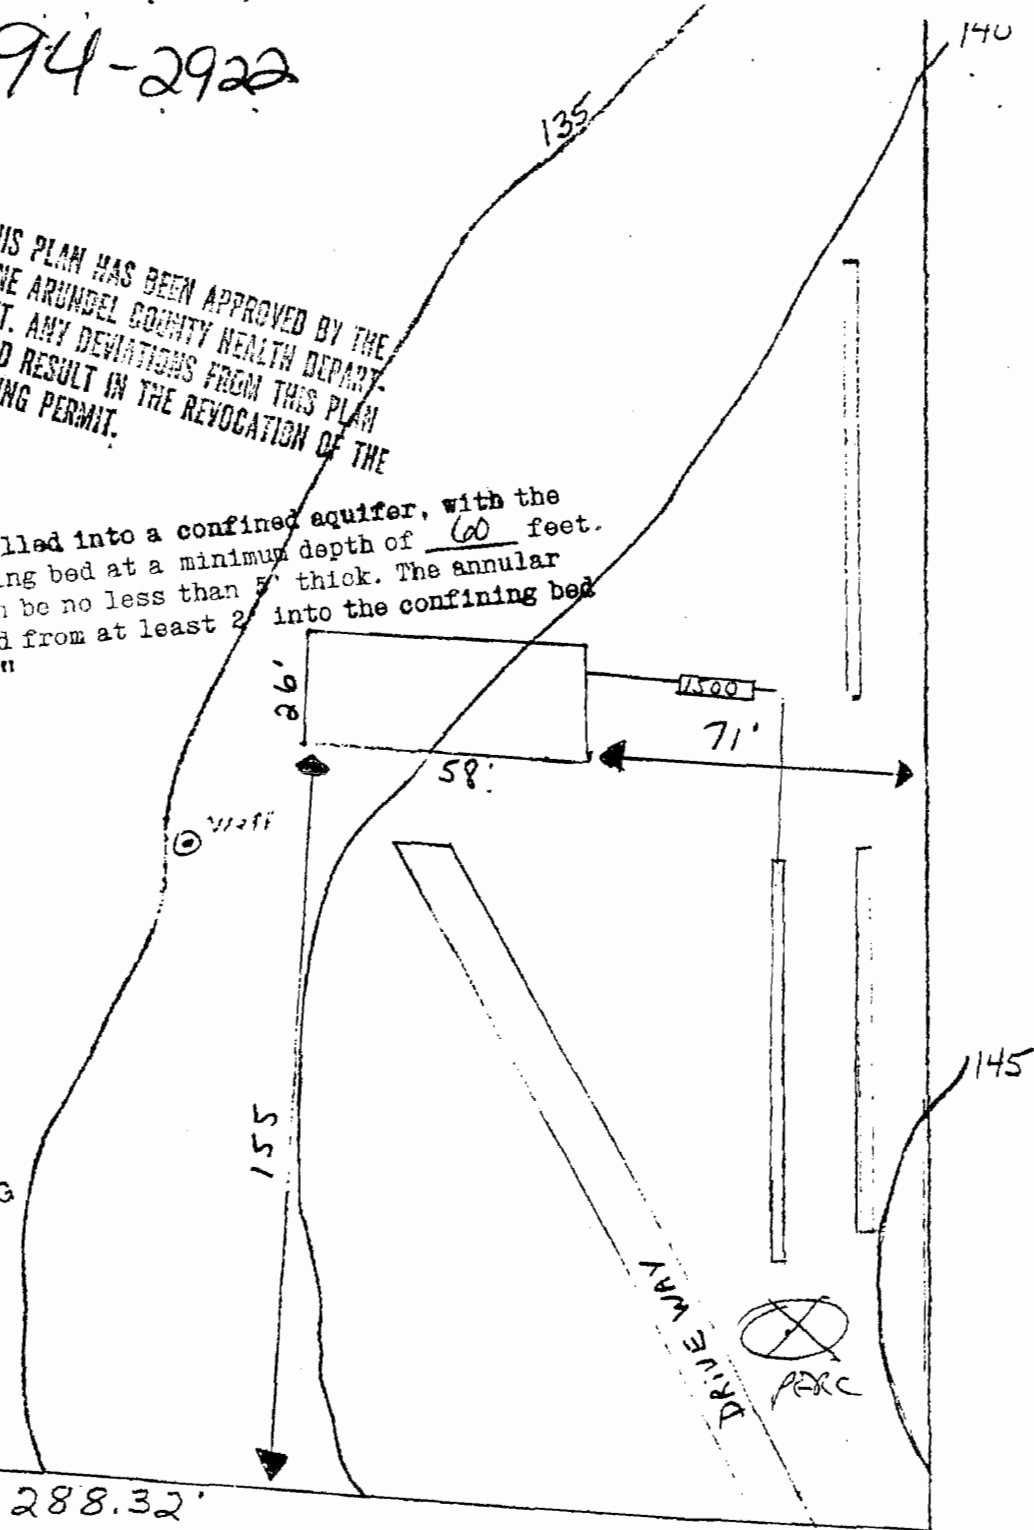 94-2922
140
135
IS PLAN HAS BEEN APPROVED BY THE
NE ARUNDEL COUNTY HEALTH DEPART-
T. ANY DEVIATIONS FROM THIS PLAN
D RESULT IN THE REVOCATION OF THE
NG PERMIT.
lled into a confined aquifer, with the
ing bed at a minimum depth of 60 feet.
n be no less than 5' thick. The annular
d from at least 2' into the confining bed
"
26'
1500
71'
58'
Well
155
145
G
DRIVE WAY
PERC
288.32'